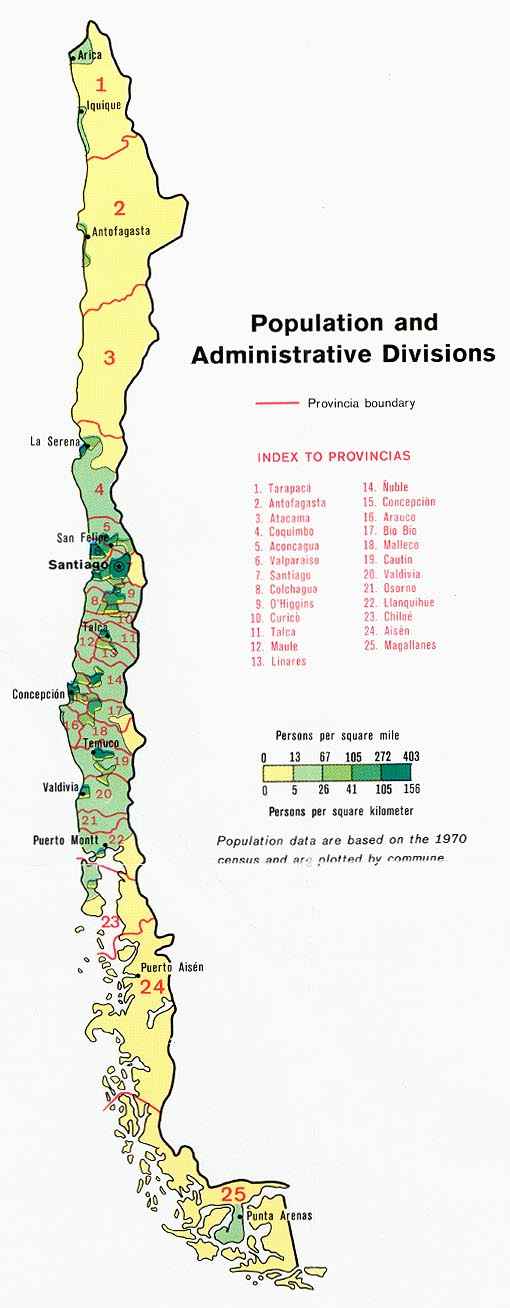 Arica
1
Iquique
2
Antofagasta
Population and
Administrative Divisions
3
Provincia boundary
La Serena
INDEX TO PROVINCIAS
1. Tarapacá
2. Antofagasta
3. Atacama
4. Coquimbo
5. Aconcagua
6. Valparaíso
7. Santiago
8. Colchagua
9. O'Higgins
10. Curicó
11. Talca
12. Maule
13. Linares
14. Ñuble
15. Concepción
16. Arauco
17. Bío Bío
18. Malleco
19. Cautín
20. Valdivia
21. Osorno
22. Llanquihue
23. Chiloé
24. Aisén
25. Magallanes
4
5
San Felipe
Santiago
8
9
10
Talca
11
12
13
14
Concepción
17
16
18
Temuco
19
Valdivia
20
21
Puerto Montt
22
Persons per square mile
0 13 67 105 272 403
0 5 26 41 105 156
Persons per square kilometer
Population data are based on the 1970
census and are plotted by commune
23
Puerto Aisén
24
25
Punta Arenas